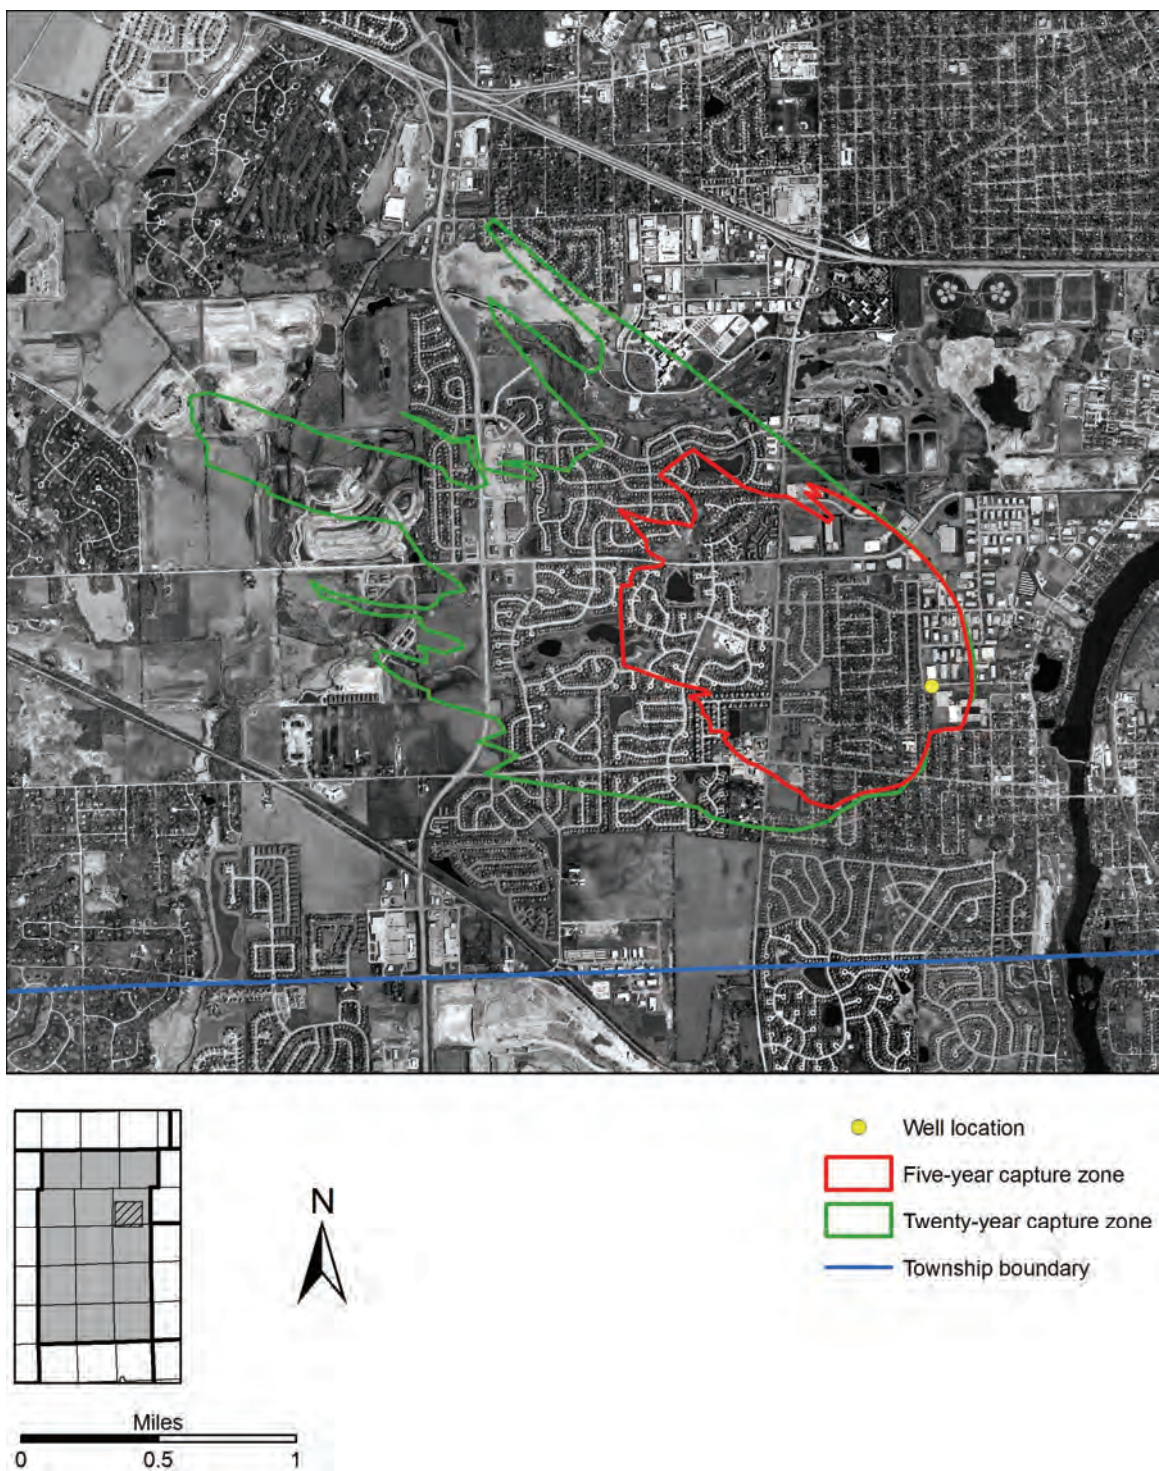 N
Well location
Five-year capture zone
Twenty-year capture zone
Township boundary
Miles
0 0.5 1